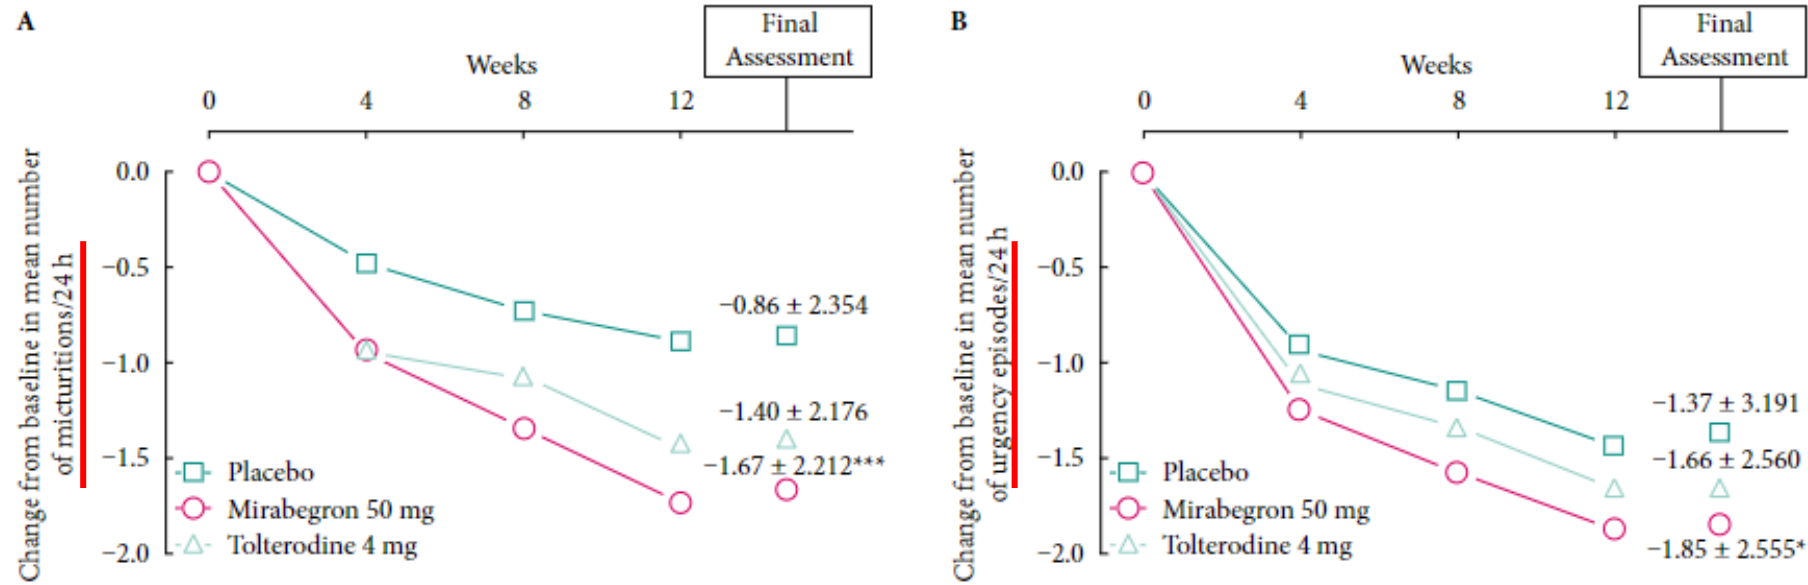 A
Final
Assessment
Weeks
0 4 8 12
Change from baseline in mean number
of micturitions/24 h
0.0
−0.5
−1.0
−1.5
−2.0
−0.86 ± 2.354
−1.40 ± 2.176
−1.67 ± 2.212***
Placebo
Mirabegron 50 mg
Tolterodine 4 mg
B
Final
Assessment
Weeks
0 4 8 12
Change from baseline in mean number
of urgency episodes/24 h
0.0
−0.5
−1.0
−1.5
−2.0
−1.37 ± 3.191
−1.66 ± 2.560
−1.85 ± 2.555*
Placebo
Mirabegron 50 mg
Tolterodine 4 mg